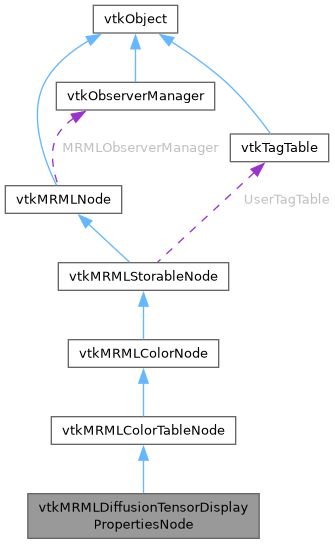 vtkObject
vtkObserverManager
MRMLObserverManager
vtkTagTable
vtkMRMLNode
UserTagTable
vtkMRMLStorableNode
vtkMRMLColorNode
vtkMRMLColorTableNode
vtkMRMLDiffusionTensorDisplay
PropertiesNode